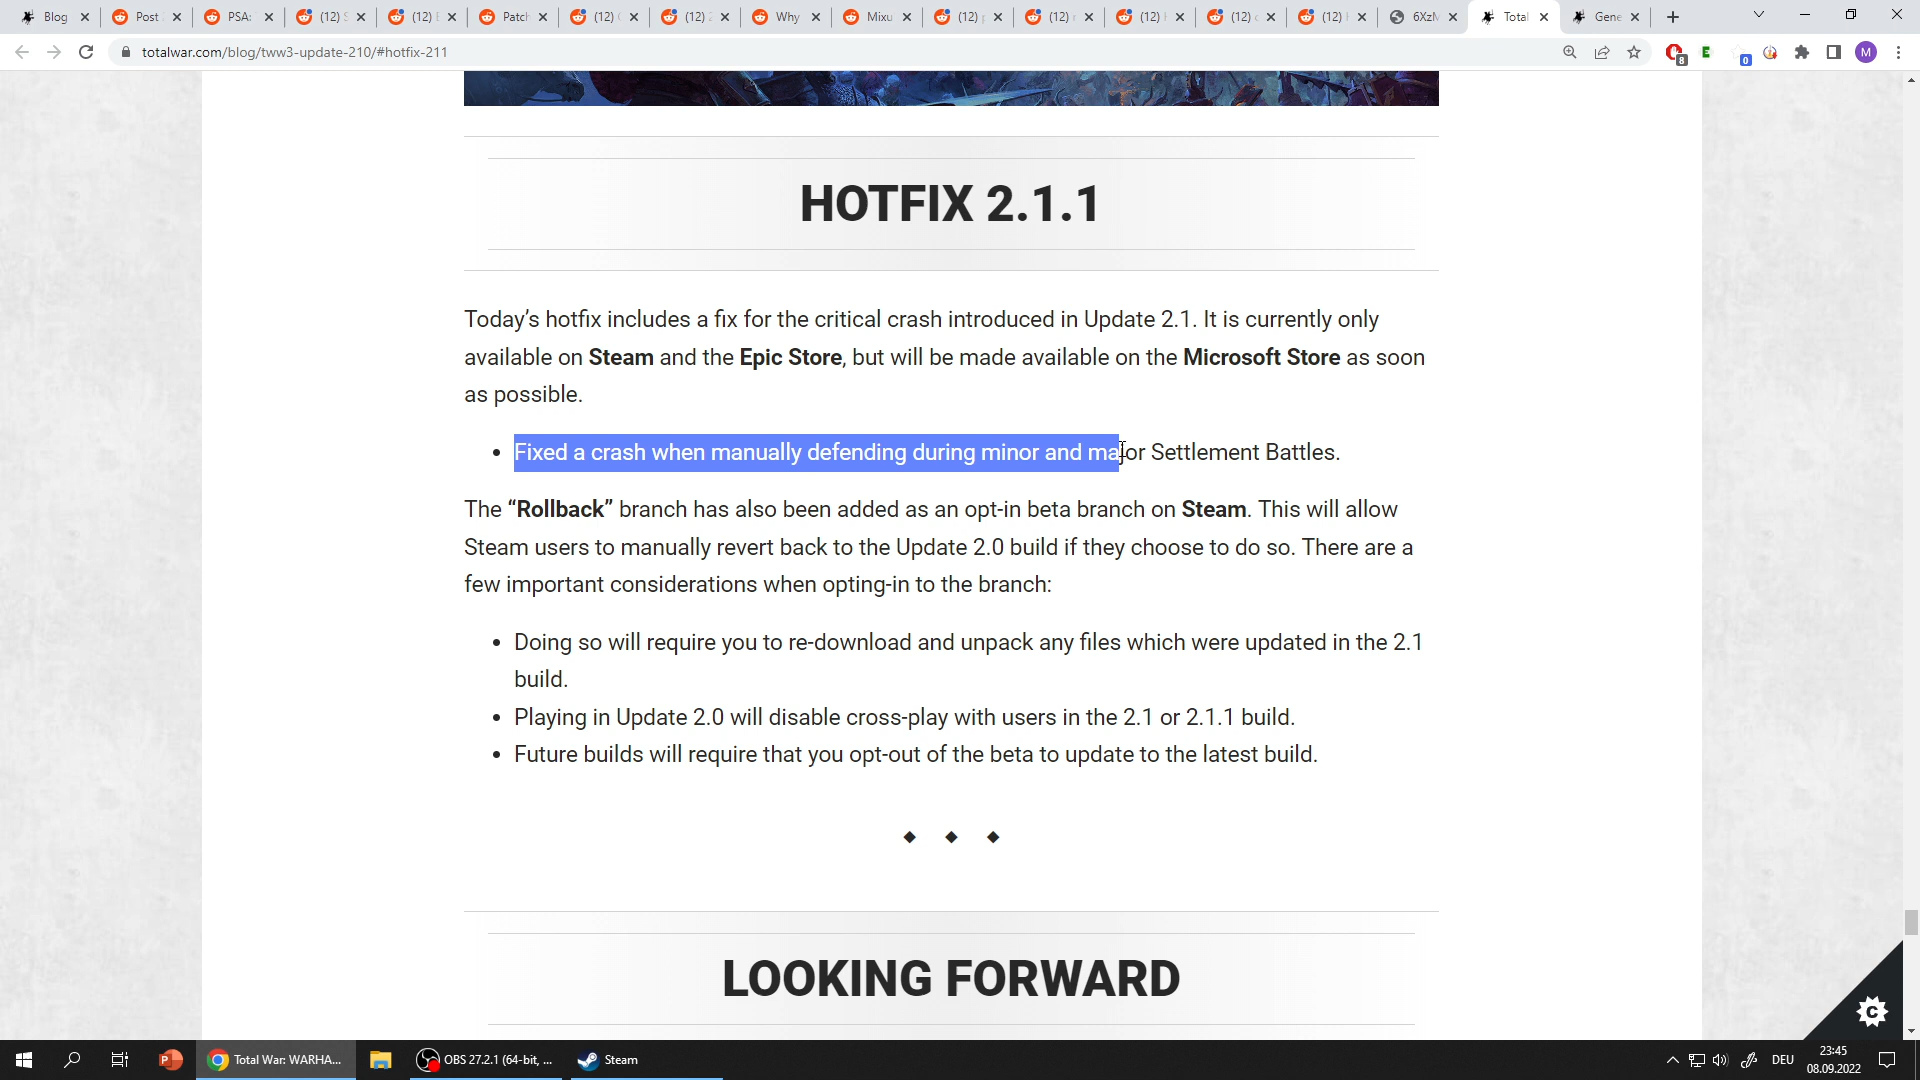 Blog
Post
PSA:
(12) S
(12) E
Patch
(12)
(12) 2
Why
Mixu
(12) p
(12) r
(12) H
(12) c
(12) H
6XzN
Total
Gene
totalwar.com/blog/tww3-update-210/#hotfix-211
8
0
M
HOTFIX 2.1.1
Today’s hotfix includes a fix for the critical crash introduced in Update 2.1. It is currently only
available on Steam and the Epic Store, but will be made available on the Microsoft Store as soon
as possible.
• Fixed a crash when manually defending during minor and major Settlement Battles.
The “Rollback” branch has also been added as an opt-in beta branch on Steam. This will allow
Steam users to manually revert back to the Update 2.0 build if they choose to do so. There are a
few important considerations when opting-in to the branch:
• Doing so will require you to re-download and unpack any files which were updated in the 2.1
build.
• Playing in Update 2.0 will disable cross-play with users in the 2.1 or 2.1.1 build.
• Future builds will require that you opt-out of the beta to update to the latest build.
LOOKING FORWARD
Total War: WARHA...
OBS 27.2.1 (64-bit, ...
Steam
DEU
23:45
08.09.2022